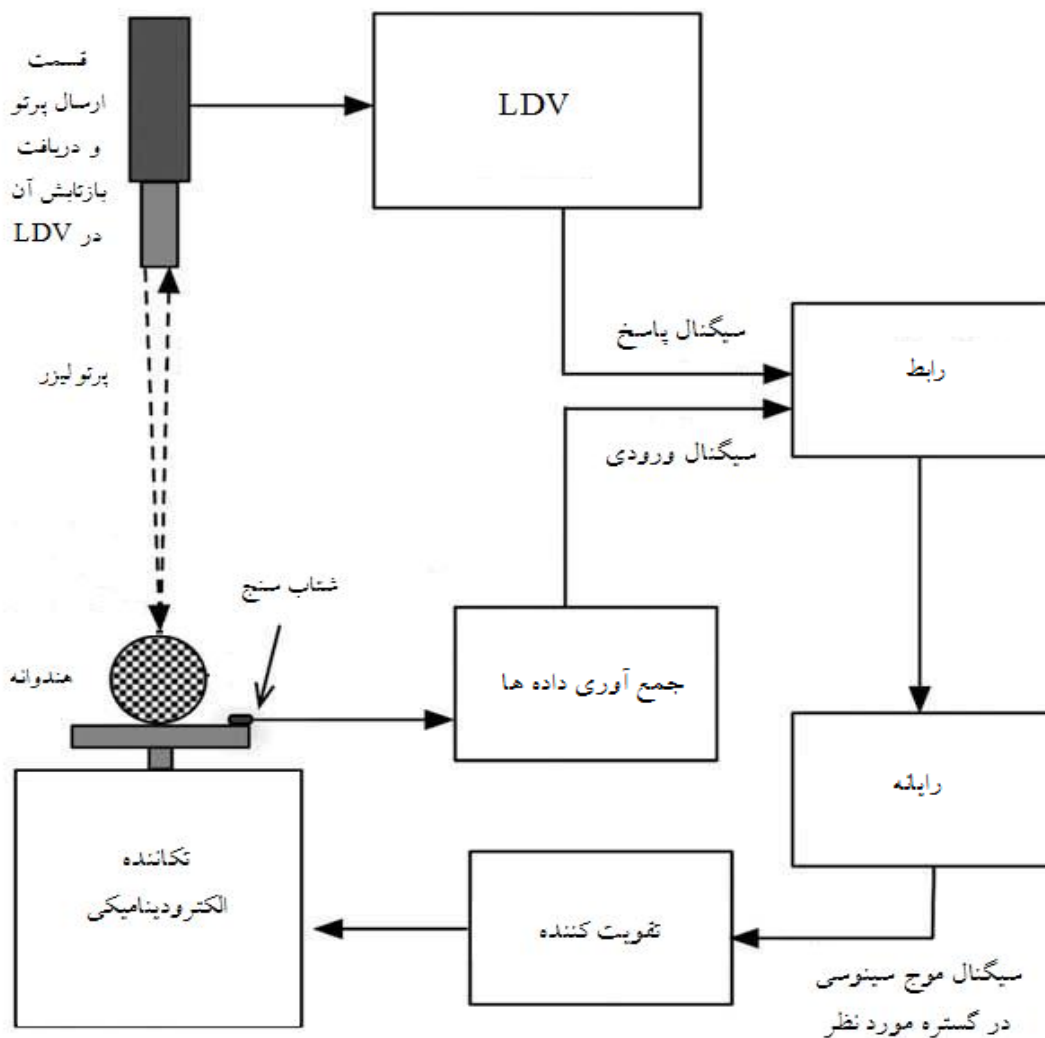 قسمت
ارسال پرتو
و دریافت
بازتابش آن
در LDV
LDV
پرتو لیزر
سیگنال پاسخ
رابط
سیگنال ورودی
شتاب سنج
هندوانه
جمع آوری داده ها
رایانه
تکاننده
الکترودینامیکی
تقویت کننده
سیگنال موج سینوسی
در گستره مورد نظر